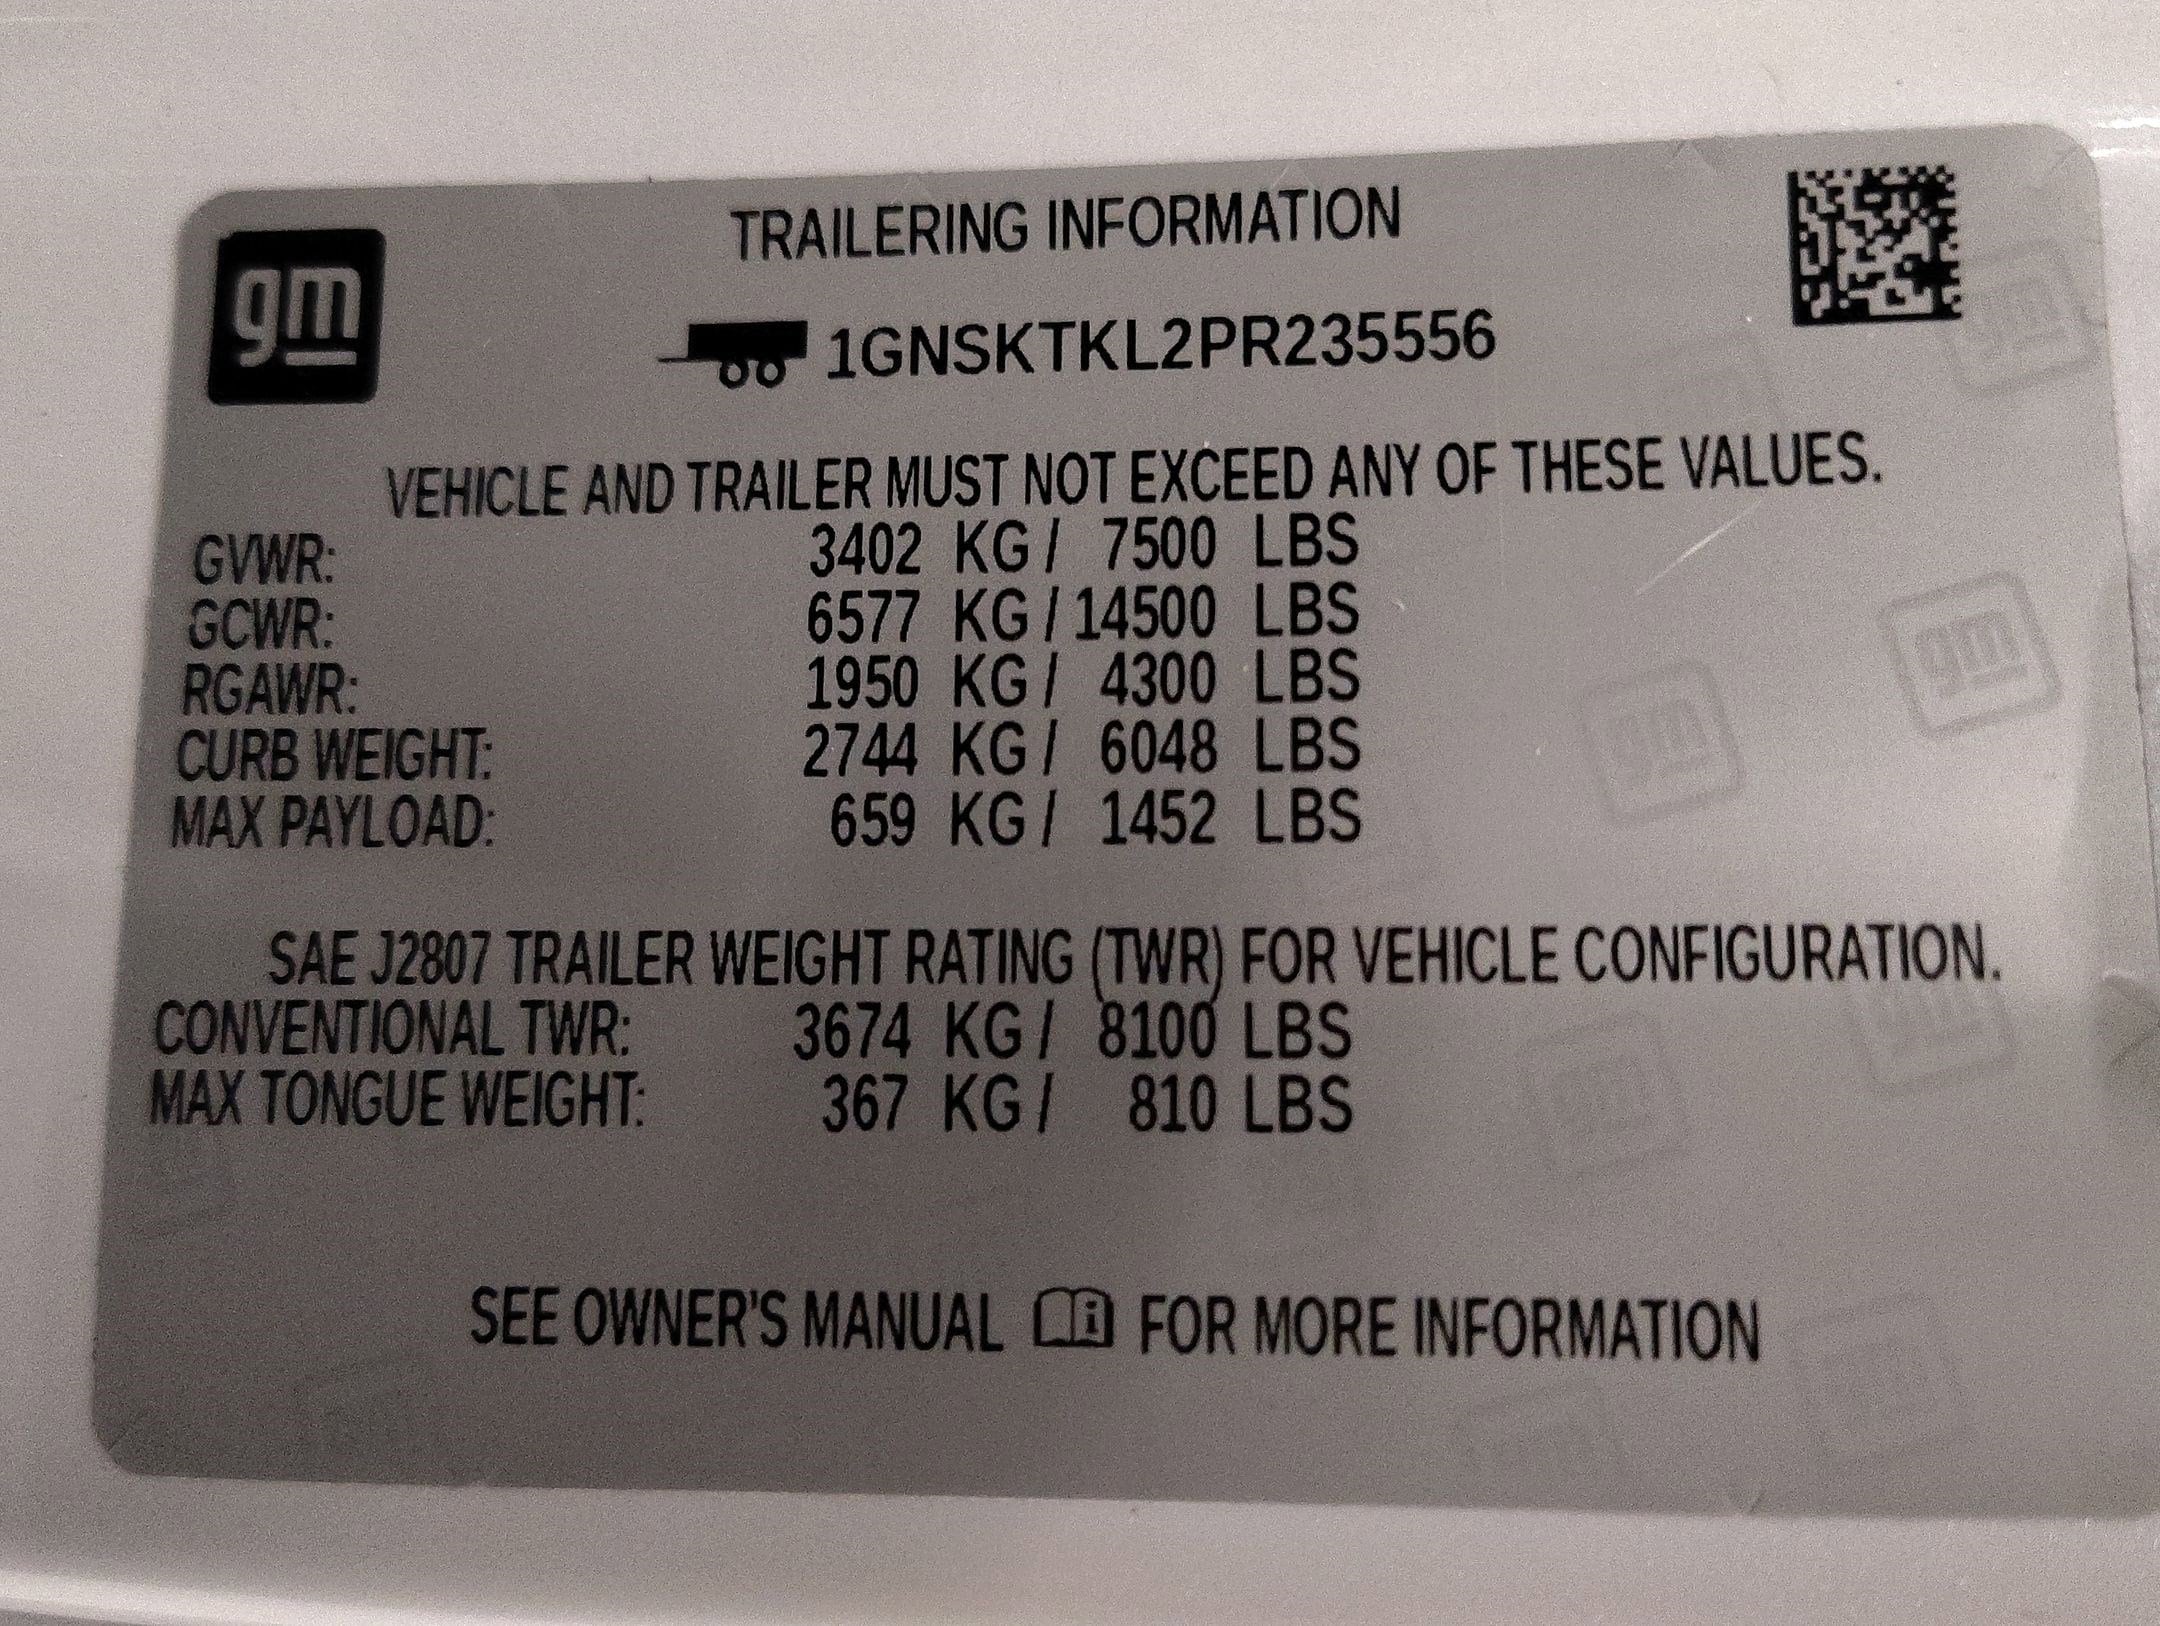 gm
TRAILERING INFORMATION
1GNSKTKL2PR235556
VEHICLE AND TRAILER MUST NOT EXCEED ANY OF THESE VALUES.
GVWR: 3402 KG / 7500 LBS
GCWR: 6577 KG / 14500 LBS
RGAWR: 1950 KG / 4300 LBS
CURB WEIGHT: 2744 KG / 6048 LBS
MAX PAYLOAD: 659 KG / 1452 LBS
SAE J2807 TRAILER WEIGHT RATING (TWR) FOR VEHICLE CONFIGURATION.
CONVENTIONAL TWR: 3674 KG / 8100 LBS
MAX TONGUE WEIGHT: 367 KG / 810 LBS
SEE OWNER'S MANUAL i FOR MORE INFORMATION